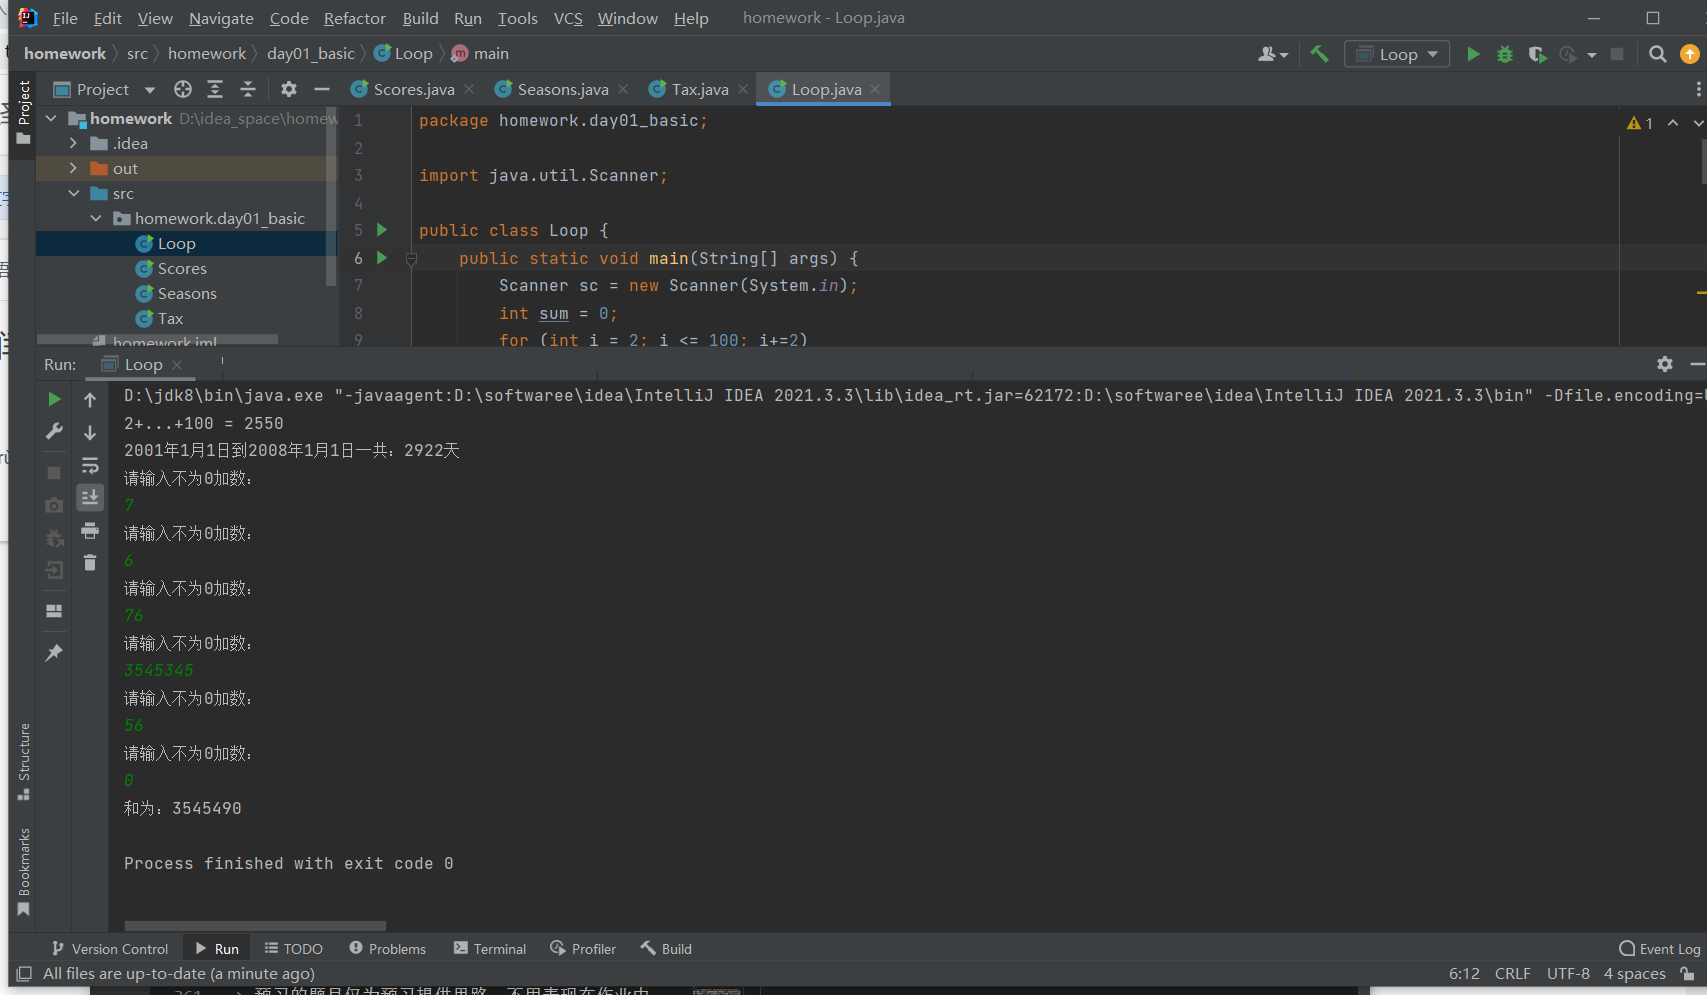 File Edit View Navigate Code Refactor Build Run Tools VCS Window Help homework - Loop.java
homework src homework day01_basic Loop main Loop
Project Project Scores.java Seasons.java Tax.java Loop.java
homework D:\idea_space\homew
.idea
out
src
homework.day01_basic
Loop
Scores
Seasons
Tax
homework.iml
1 package homework.day01_basic; 1
2
3 import java.util.Scanner;
4
5 public class Loop {
6 public static void main(String[] args) {
7 Scanner sc = new Scanner(System.in);
8 int sum = 0;
9 for (int i = 2; i <= 100; i+=2)
Run: Loop
D:\jdk8\bin\java.exe "-javaagent:D:\softwaree\idea\IntelliJ IDEA 2021.3.3\lib\idea_rt.jar=62172:D:\softwaree\idea\IntelliJ IDEA 2021.3.3\bin" -Dfile.encoding=U
2+...+100 = 2550
2001年1月1日到2008年1月1日一共：2922天
请输入不为0加数：
7
请输入不为0加数：
6
请输入不为0加数：
76
请输入不为0加数：
3545345
请输入不为0加数：
56
请输入不为0加数：
0
和为：3545490
Process finished with exit code 0
Structure
Bookmarks
Version Control Run TODO Problems Terminal Profiler Build Event Log
All files are up-to-date (a minute ago) 6:12 CRLF UTF-8 4 spaces